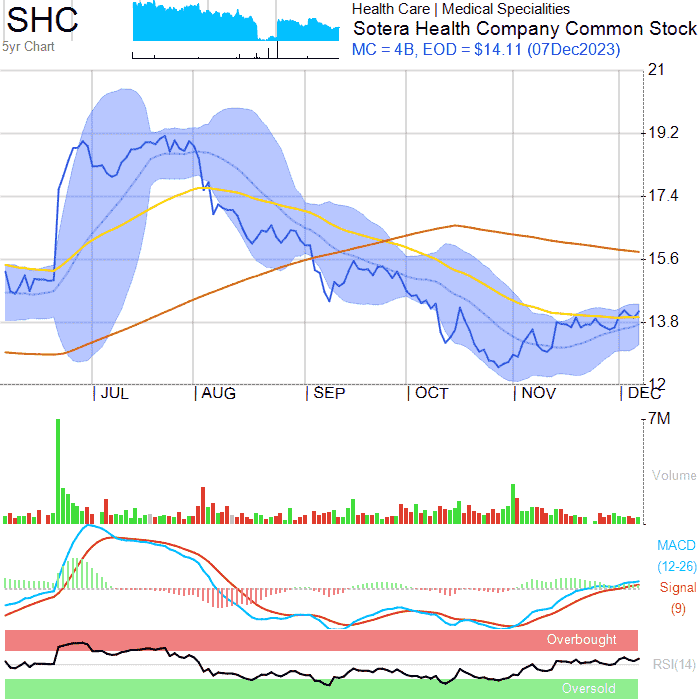 SHC
5yr Chart
Health Care | Medical Specialities
Sotera Health Company Common Stock
MC = 4B, EOD = $14.11 (07Dec2023)
21
19.2
17.4
15.6
13.8
12
JUL AUG SEP OCT NOV DEC
7M
Volume
MACD
(12-26)
Signal
(9)
Overbought
RSI(14)
Oversold